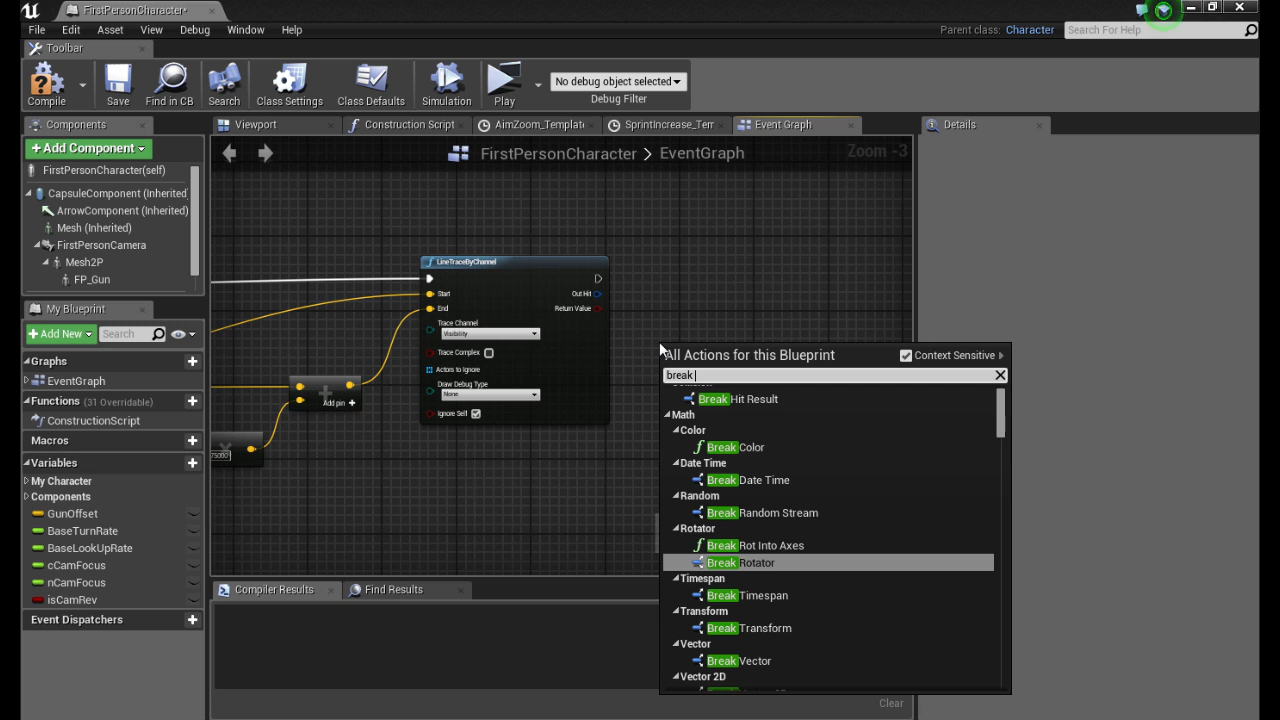 FirstPersonCharacter*
File Edit Asset View Debug Window Help
Parent class: Character
Search For Help
Toolbar
Compile
Save
Find in CB
Search
Class Settings
Class Defaults
Simulation
Play
No debug object selected
Debug Filter
Components
Viewport
Construction Script
AimZoom_Templat
SprintIncrease_Tem
Event Graph
Details
+Add Component
FirstPersonCharacter(self)
CapsuleComponent (Inherited)
ArrowComponent (Inherited)
Mesh (Inherited)
FirstPersonCamera
Mesh2P
FP_Gun
FirstPersonCharacter > EventGraph
Zoom -3
LineTraceByChannel
Start
Out Hit
End
Return Value
Trace Channel
Visibility
Trace Complex
Actors to Ignore
Draw Debug Type
None
Ignore Self
Add pin +
My Blueprint
+Add New
Search
Graphs
EventGraph
Functions (31 Overridable)
ConstructionScript
Macros
Variables
My Character
Components
GunOffset
BaseTurnRate
BaseLookUpRate
cCamFocus
nCamFocus
isCamRev
Event Dispatchers
All Actions for this Blueprint
Context Sensitive
break
Break Hit Result
Math
Color
Break Color
Date Time
Break Date Time
Random
Break Random Stream
Rotator
Break Rot Into Axes
Break Rotator
Timespan
Break Timespan
Transform
Break Transform
Vector
Break Vector
Vector 2D
Compiler Results
Find Results
Clear